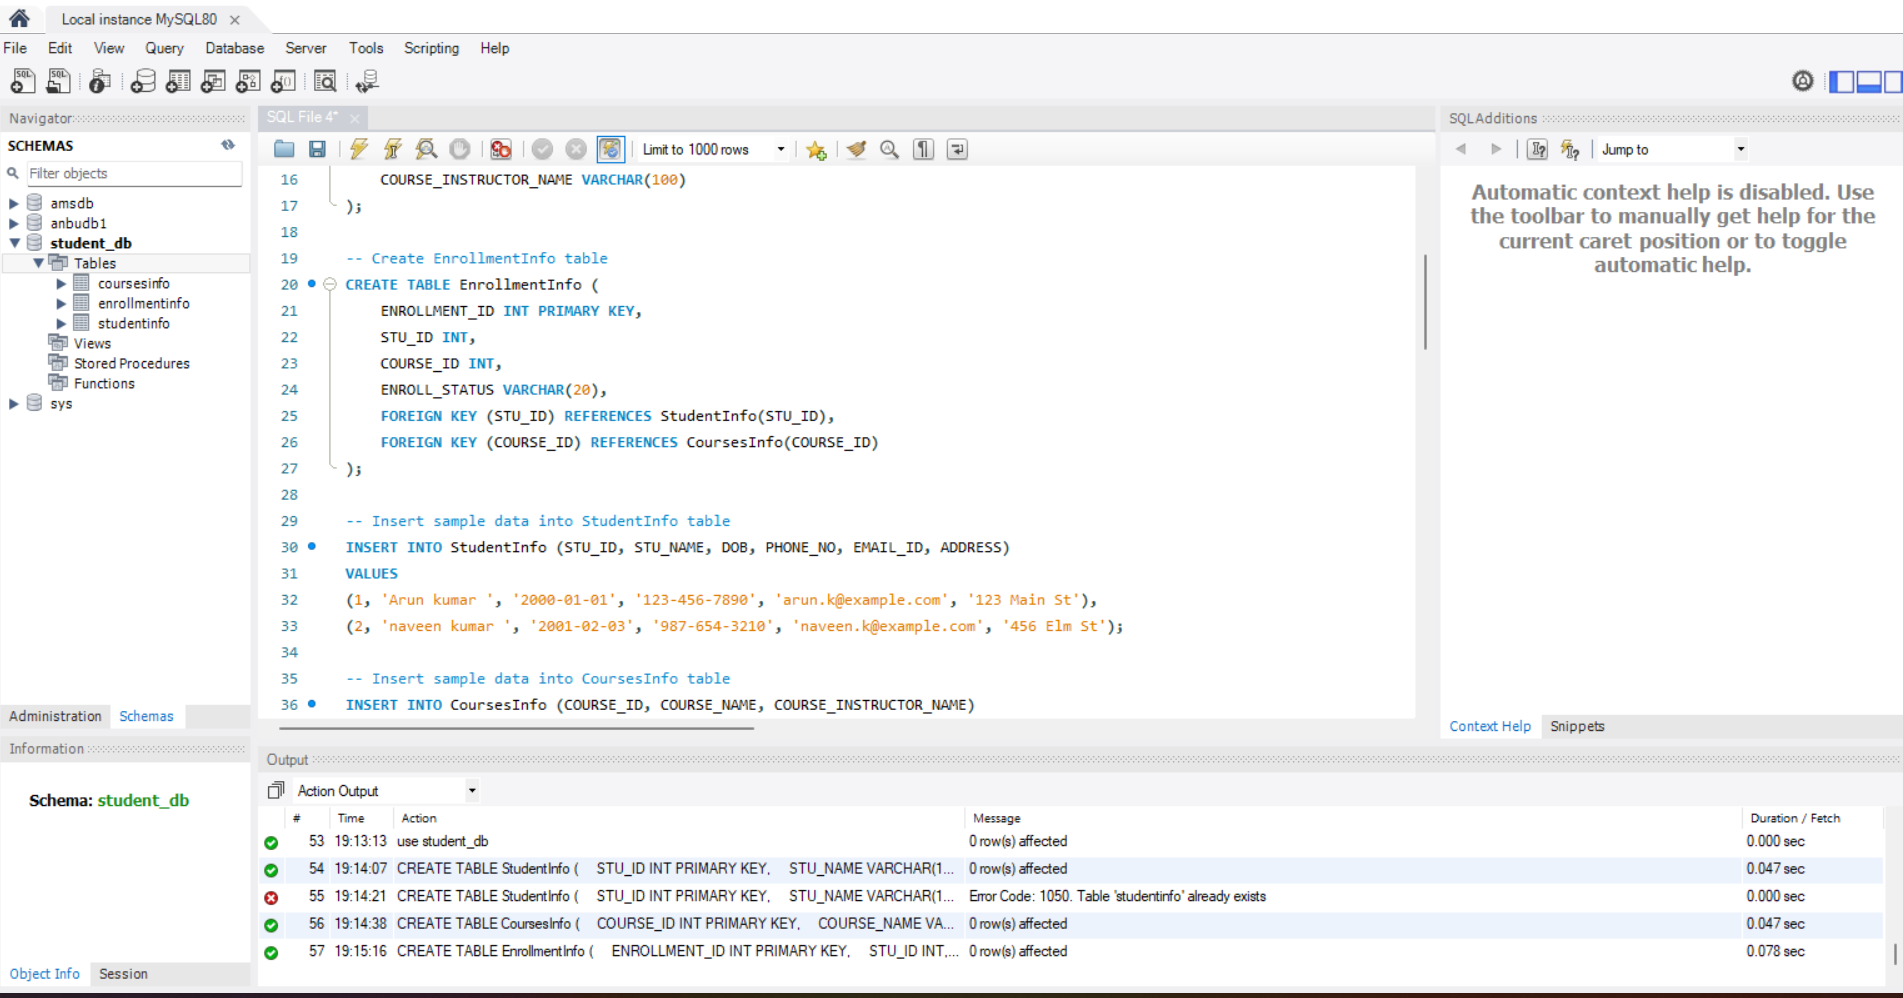 Local instance MySQL80
File Edit View Query Database Server Tools Scripting Help
Navigator
SCHEMAS
Filter objects
amsdb
anbudb1
student_db
Tables
coursesinfo
enrollmentinfo
studentinfo
Views
Stored Procedures
Functions
sys
Administration Schemas
Information
Schema: student_db
Object Info Session
SQL File 4*
Limit to 1000 rows
16 COURSE_INSTRUCTOR_NAME VARCHAR(100)
17 );
18
19 -- Create EnrollmentInfo table
20 CREATE TABLE EnrollmentInfo (
21 ENROLLMENT_ID INT PRIMARY KEY,
22 STU_ID INT,
23 COURSE_ID INT,
24 ENROLL_STATUS VARCHAR(20),
25 FOREIGN KEY (STU_ID) REFERENCES StudentInfo(STU_ID),
26 FOREIGN KEY (COURSE_ID) REFERENCES CoursesInfo(COURSE_ID)
27 );
28
29 -- Insert sample data into StudentInfo table
30 INSERT INTO StudentInfo (STU_ID, STU_NAME, DOB, PHONE_NO, EMAIL_ID, ADDRESS)
31 VALUES
32 (1, 'Arun kumar ', '2000-01-01', '123-456-7890', 'arun.k@example.com', '123 Main St'),
33 (2, 'naveen kumar ', '2001-02-03', '987-654-3210', 'naveen.k@example.com', '456 Elm St');
34
35 -- Insert sample data into CoursesInfo table
36 INSERT INTO CoursesInfo (COURSE_ID, COURSE_NAME, COURSE_INSTRUCTOR_NAME)
SQLAdditions
Jump to
Automatic context help is disabled. Use
the toolbar to manually get help for the
current caret position or to toggle
automatic help.
Context Help Snippets
Output
Action Output
# Time Action Message Duration / Fetch
53 19:13:13 use student_db 0 row(s) affected 0.000 sec
54 19:14:07 CREATE TABLE StudentInfo ( STU_ID INT PRIMARY KEY, STU_NAME VARCHAR(1... 0 row(s) affected 0.047 sec
55 19:14:21 CREATE TABLE StudentInfo ( STU_ID INT PRIMARY KEY, STU_NAME VARCHAR(1... Error Code: 1050. Table 'studentinfo' already exists 0.000 sec
56 19:14:38 CREATE TABLE CoursesInfo ( COURSE_ID INT PRIMARY KEY, COURSE_NAME VA... 0 row(s) affected 0.047 sec
57 19:15:16 CREATE TABLE EnrollmentInfo ( ENROLLMENT_ID INT PRIMARY KEY, STU_ID INT,... 0 row(s) affected 0.078 sec